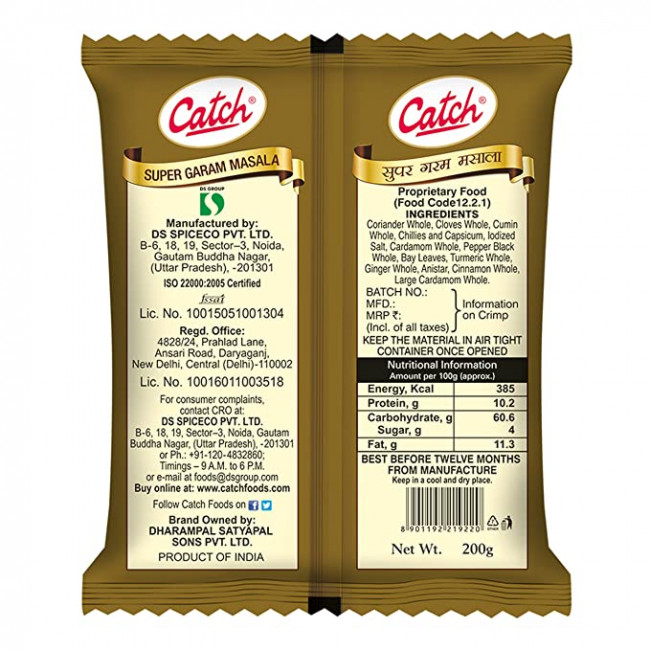 Catch®
SUPER GARAM MASALA
DS GROUP
Manufactured by:
DS SPICECO PVT. LTD.
B-6, 18, 19, Sector–3, Noida,
Gautam Buddha Nagar,
(Uttar Pradesh), -201301
ISO 22000:2005 Certified
fssai
Lic. No. 10015051001304
Regd. Office:
4828/24, Prahlad Lane,
Ansari Road, Daryaganj,
New Delhi, Central (Delhi)-110002
Lic. No. 10016011003518
For consumer complaints,
contact CRO at:
DS SPICECO PVT. LTD.
B-6, 18, 19, Sector–3, Noida, Gautam
Buddha Nagar, (Uttar Pradesh), -201301
or Ph.: +91-120-4832860;
Timings – 9 A.M. to 6 P.M.
or e-mail at foods@dsgroup.com
Buy online at: www.catchfoods.com
Follow Catch Foods on
Brand Owned by:
DHARAMPAL SATYAPAL
SONS PVT. LTD.
PRODUCT OF INDIA
Catch®
सुपर गरम मसाला
Proprietary Food
(Food Code12.2.1)
INGREDIENTS
Coriander Whole, Cloves Whole, Cumin
Whole, Chillies and Capsicum, Iodized
Salt, Cardamom Whole, Pepper Black
Whole, Bay Leaves, Turmeric Whole,
Ginger Whole, Anistar, Cinnamon Whole,
Large Cardamom Whole.
BATCH NO.:
MFD.:
MRP ₹:
(Incl. of all taxes)
Information
on Crimp
KEEP THE MATERIAL IN AIR TIGHT
CONTAINER ONCE OPENED
Nutritional Information
Amount per 100g (approx.)
Energy, Kcal 385
Protein, g 10.2
Carbohydrate, g 60.6
Sugar, g 4
Fat, g 11.3
BEST BEFORE TWELVE MONTHS
FROM MANUFACTURE
Keep in a cool and dry place.
8 901192 219220
Net Wt. 200g